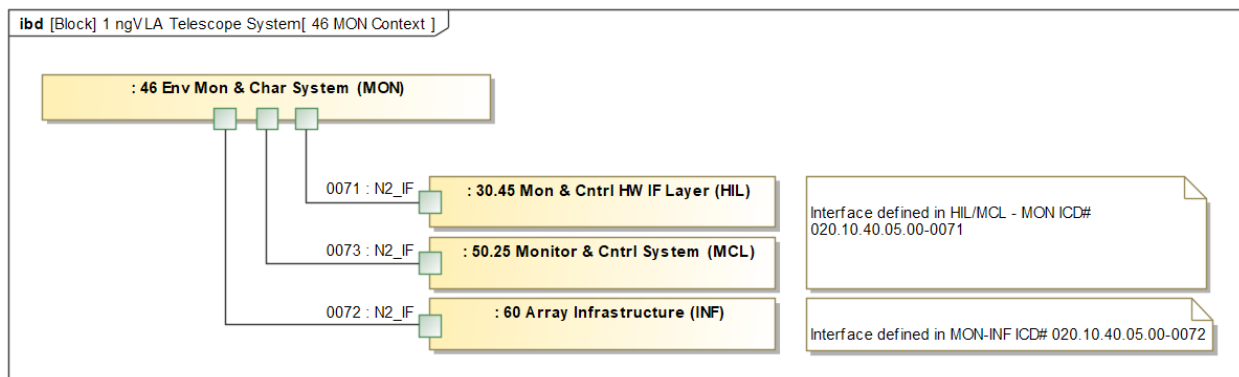 ibd [Block] 1 ngVLA Telescope System[ 46 MON Context ]
: 46 Env Mon & Char System (MON)
0071 : N2_IF
: 30.45 Mon & Cntrl HW IF Layer (HIL)
Interface defined in HIL/MCL - MON ICD#
020.10.40.05.00-0071
0073 : N2_IF
: 50.25 Monitor & Cntrl System (MCL)
0072 : N2_IF
: 60 Array Infrastructure (INF)
Interface defined in MON-INF ICD# 020.10.40.05.00-0072